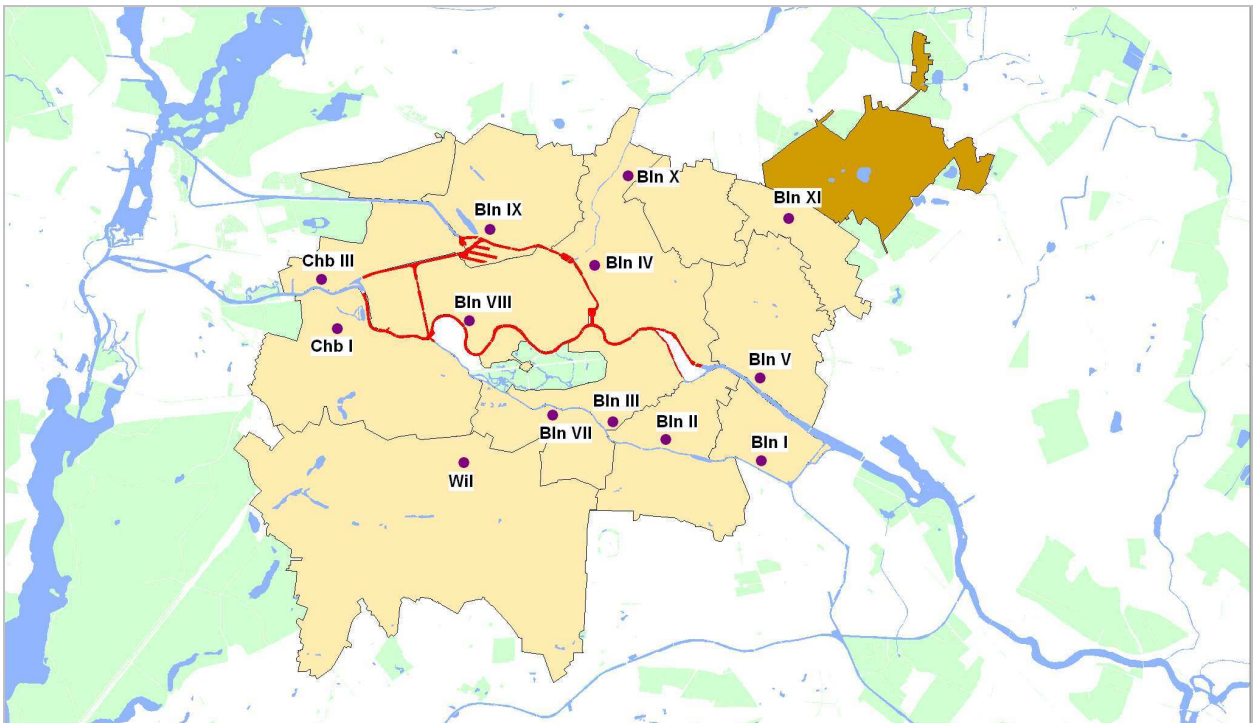 Bln X
Bln XI
Bln IX
Chb III
Bln IV
Bln VIII
Chb I
Bln V
Bln III
Bln VII
Bln II
Bln I
Wil